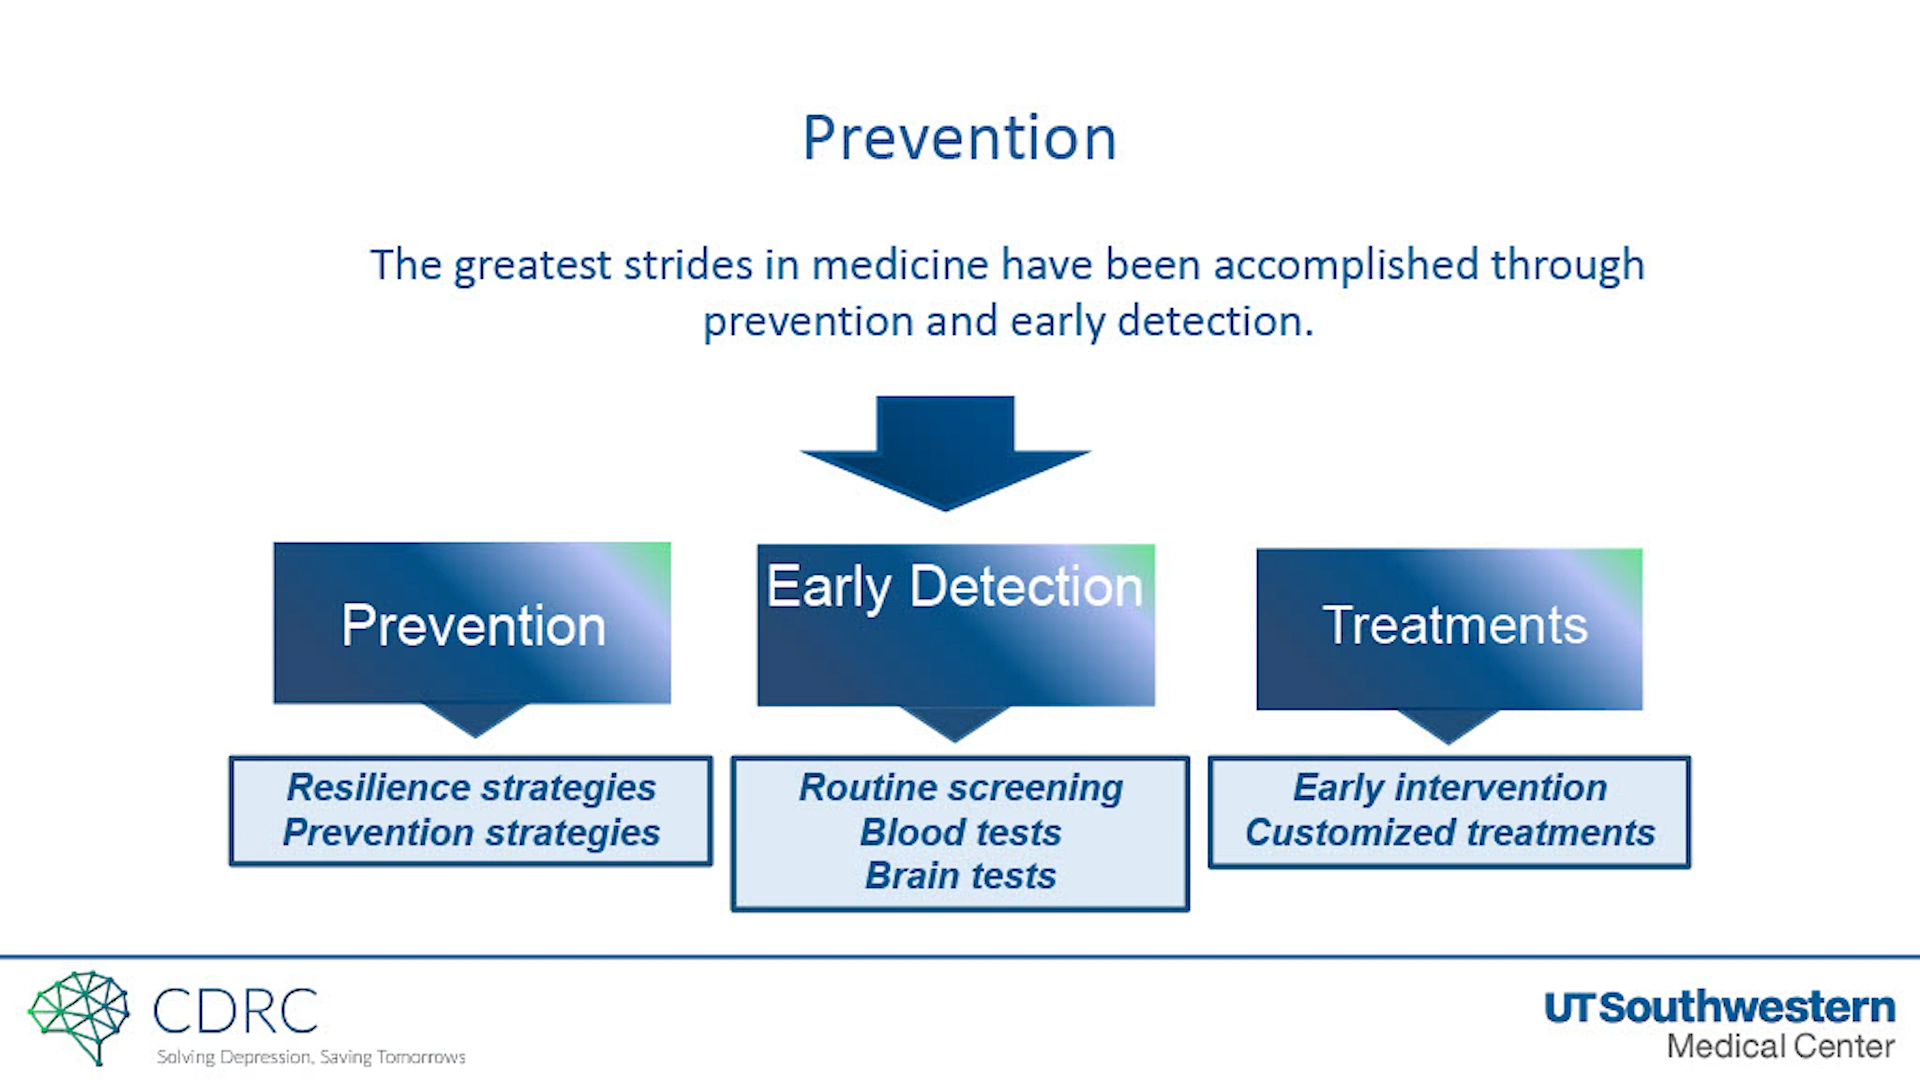 Prevention
The greatest strides in medicine have been accomplished through
prevention and early detection.
Prevention
Early Detection
Treatments
Resilience strategies
Prevention strategies
Routine screening
Blood tests
Brain tests
Early intervention
Customized treatments
CDRC
Solving Depression, Saving Tomorrows
UTSouthwestern
Medical Center